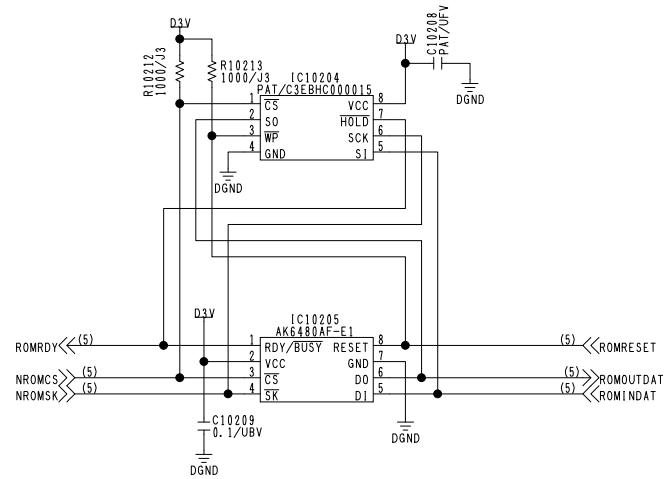 D3V
R10212
1000/J3
R10213
1000/J3
D3V
C10208
PAT/UFV
DGND
IC10204
PAT/C3EBHC000015
1 CS VCC 8
2 SO HOLD 7
3 WP SCK 6
4 GND SI 5
DGND
D3V
IC10205
AK6480AF-E1
ROMRDY (5) 1 RDY/BUSY RESET 8 (5) ROMRESET
2 VCC GND 7
NROMCS (5) 3 CS DO 6 (5) ROMOUTDAT
NROMSK (5) 4 SK DI 5 (5) ROMINDAT
C10209
0.1/UBV
DGND
DGND